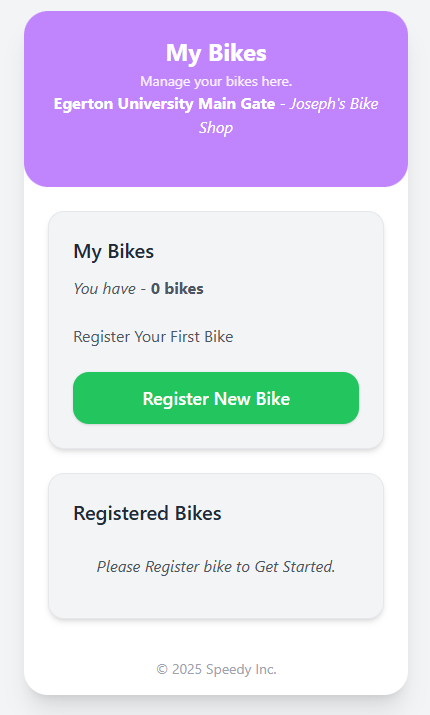 My Bikes
Manage your bikes here.
Egerton University Main Gate - Joseph's Bike
Shop
My Bikes
You have - 0 bikes
Register Your First Bike
Register New Bike
Registered Bikes
Please Register bike to Get Started.
© 2025 Speedy Inc.